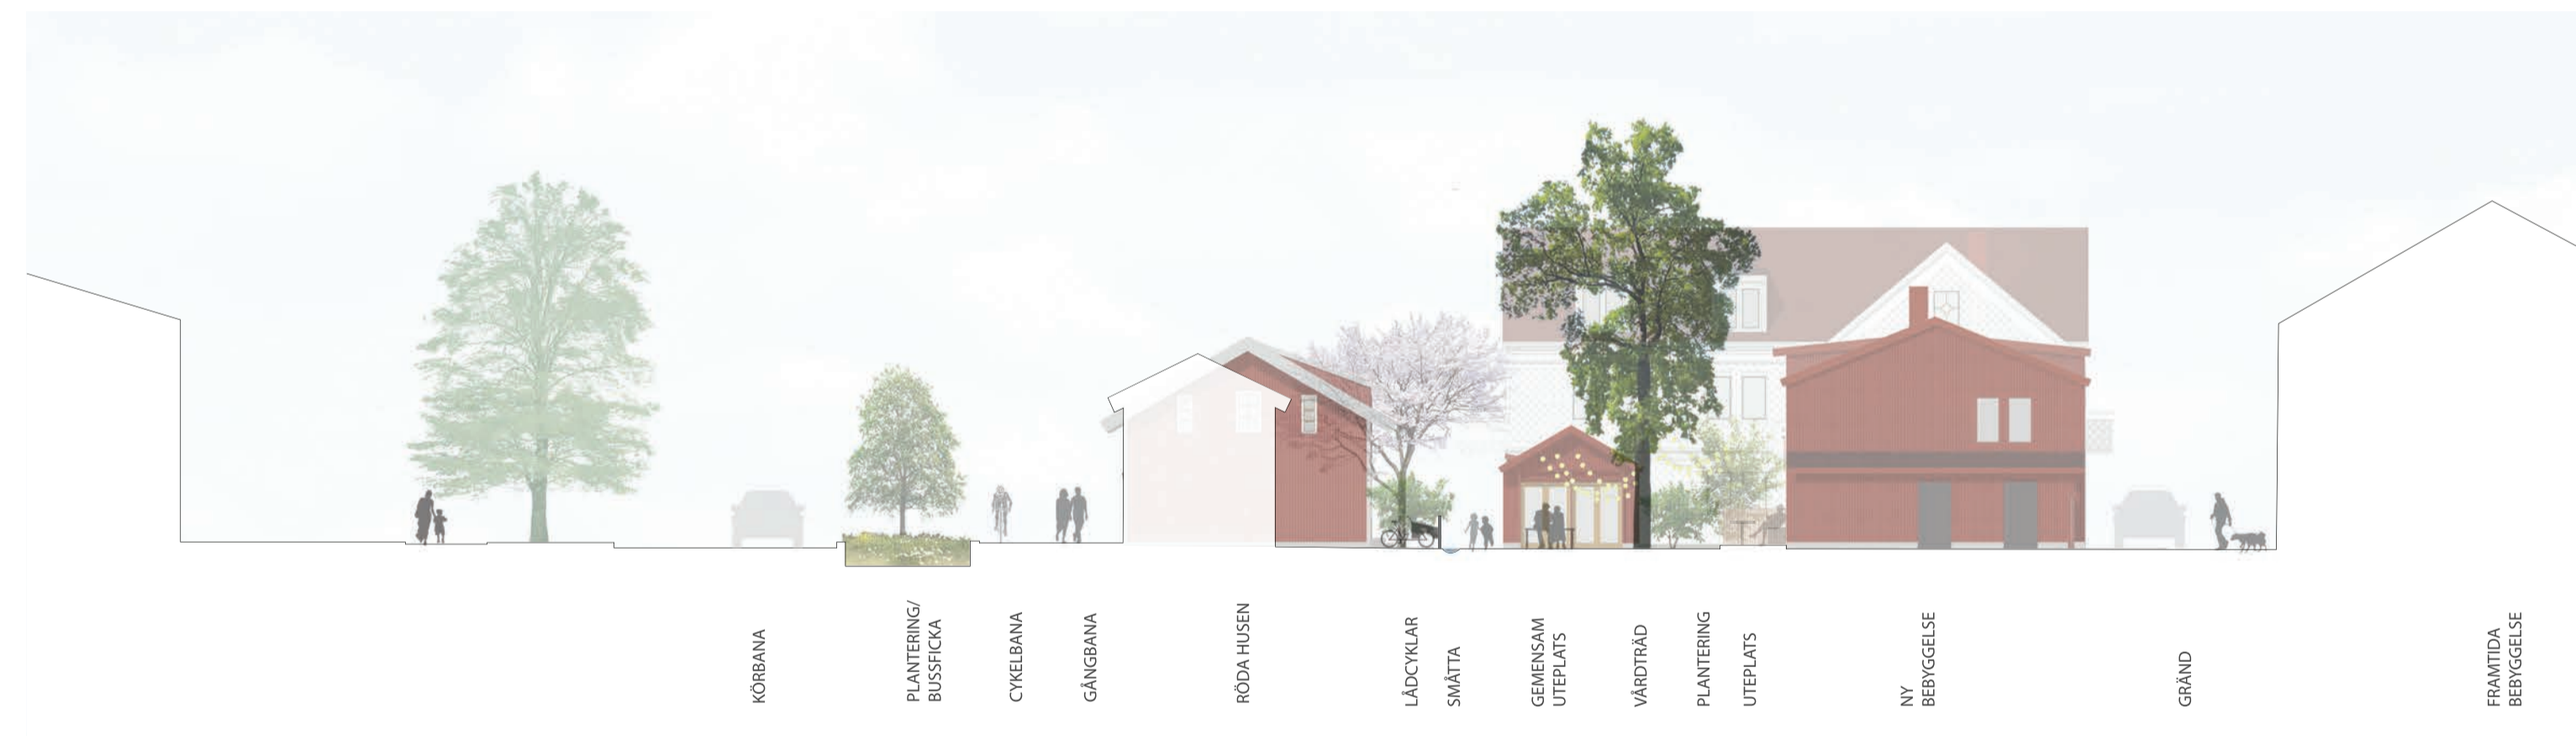 KÖRBANA
PLANTERING/
BUSSFICKA
CYKELBANA
GÅNGBANA
RÖDA HUSEN
LÅDCYKLAR
SMÅTTA
GEMENSAM
UTEPLATS
VÅRDTRÄD
PLANTERING
UTEPLATS
NY
BEBYGGELSE
GRÄND
FRAMTIDA
BEBYGGELSE